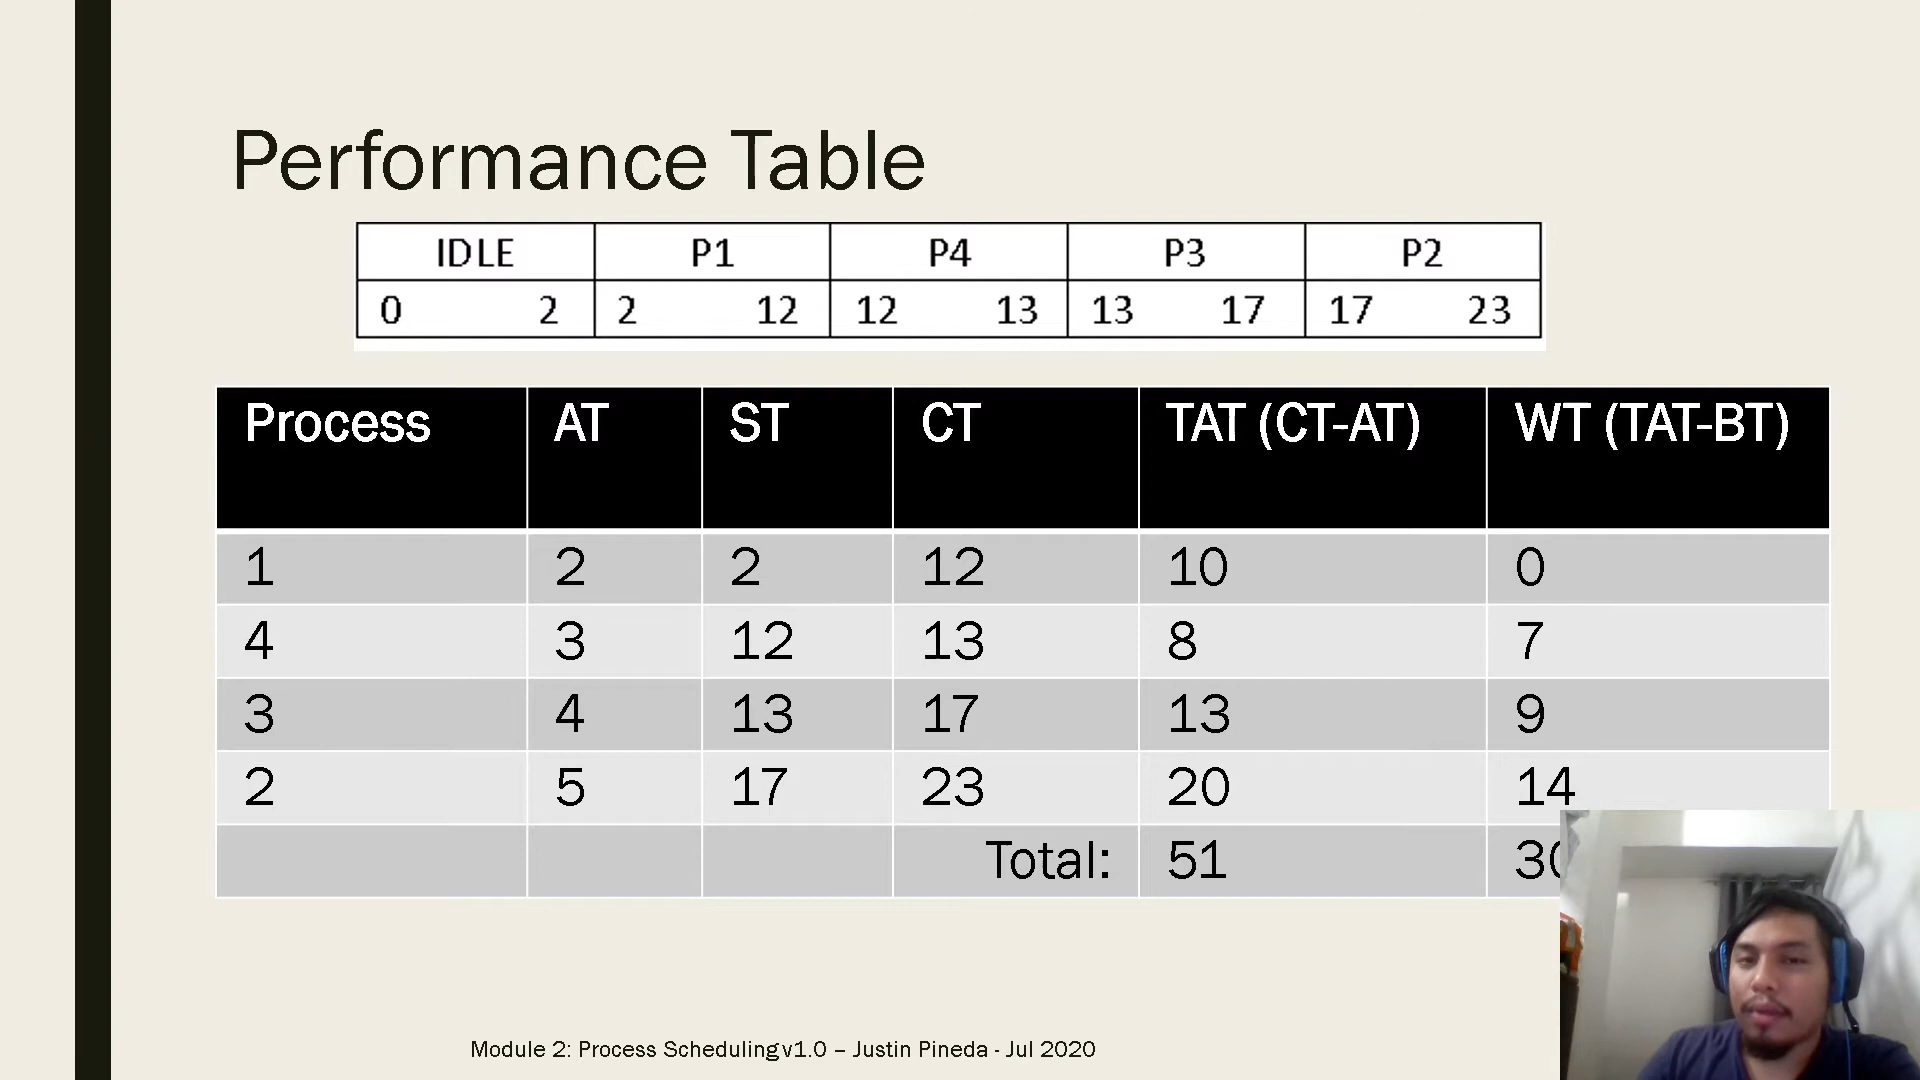 Performance Table
IDLE P1 P4 P3 P2
0 2 2 12 12 13 13 17 17 23
Process AT ST CT TAT (CT-AT) WT (TAT-BT)
1 2 2 12 10 0
4 3 12 13 8 7
3 4 13 17 13 9
2 5 17 23 20 14
Total: 51
Module 2: Process Schedulingv1.0 – Justin Pineda - Jul 2020